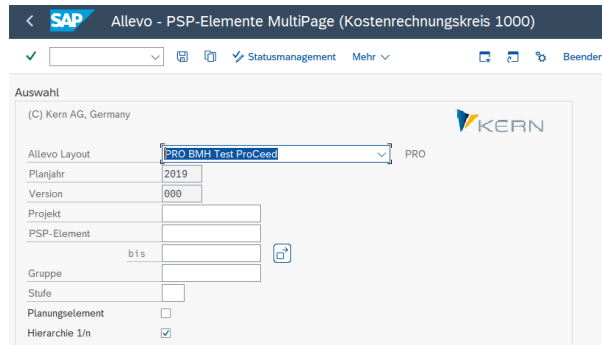 SAP Allevo - PSP-Elemente MultiPage (Kostenrechnungskreis 1000)
Statusmanagement Mehr Beenden
Auswahl
(C) Kern AG, Germany
KERN
Allevo Layout PRO BMH Test ProCeed PRO
Planjahr 2019
Version 000
Projekt
PSP-Element
bis
Gruppe
Stufe
Planungselement
Hierarchie 1/n